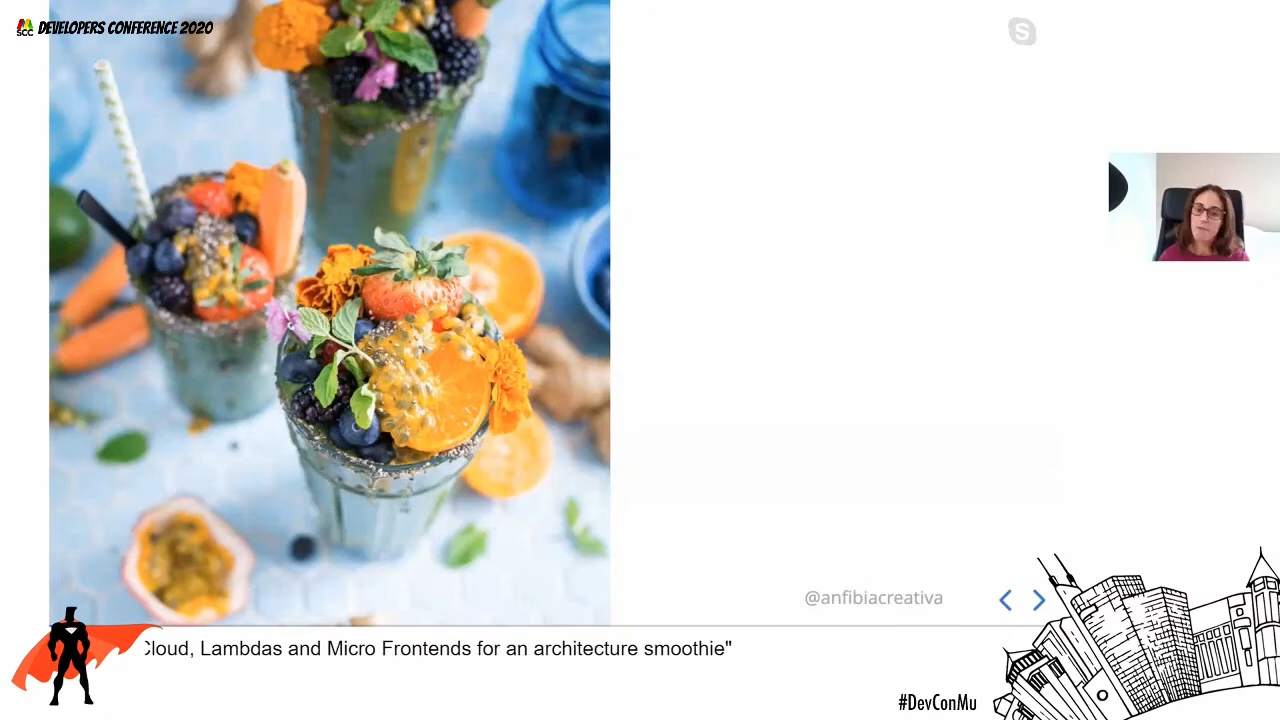 SCC DEVELOPERS CONFERENCE 2020
S
@anfibiacreativa
Cloud, Lambdas and Micro Frontends for an architecture smoothie"
#DevConMu